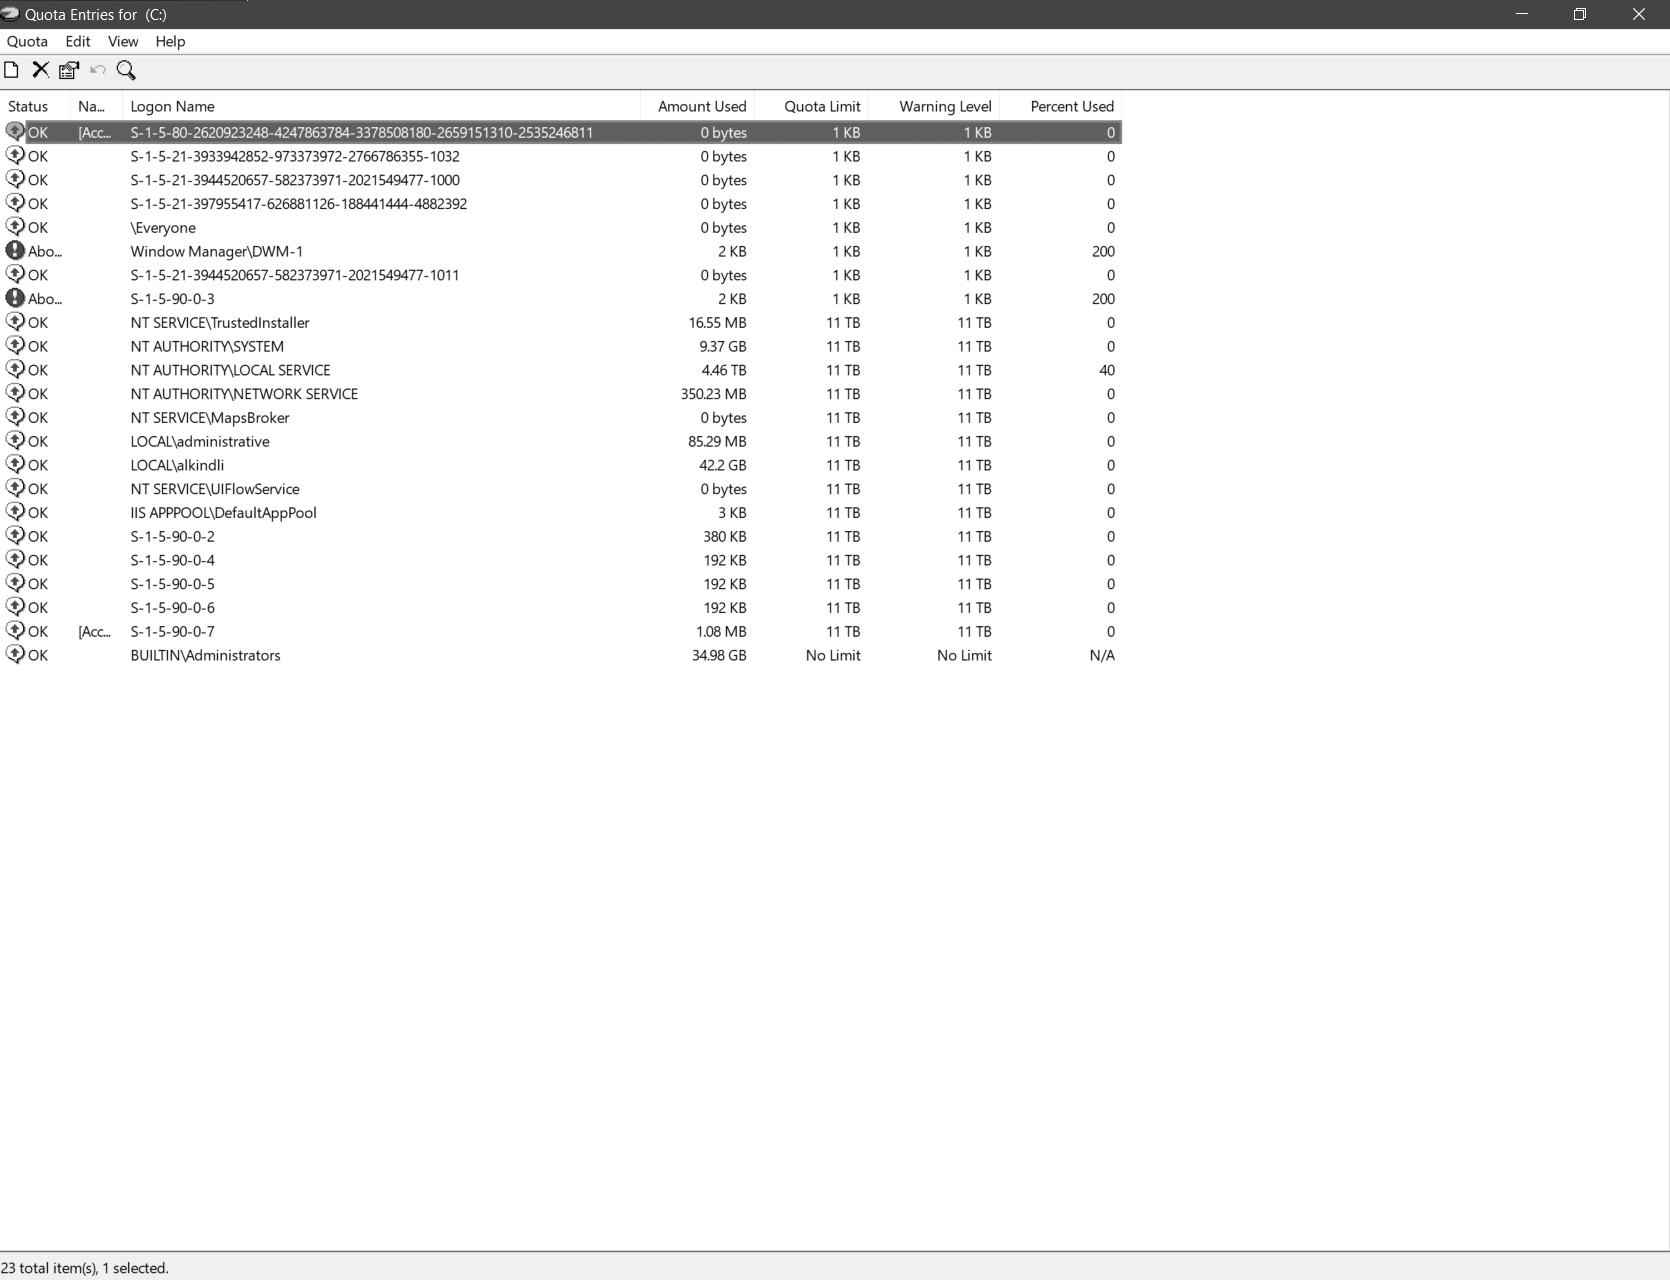 Quota Entries for (C:)
Quota Edit View Help
Status Na... Logon Name Amount Used Quota Limit Warning Level Percent Used
OK [Acc... S-1-5-80-2620923248-4247863784-3378508180-2659151310-2535246811 0 bytes 1 KB 1 KB 0
OK S-1-5-21-3933942852-973373972-2766786355-1032 0 bytes 1 KB 1 KB 0
OK S-1-5-21-3944520657-582373971-2021549477-1000 0 bytes 1 KB 1 KB 0
OK S-1-5-21-397955417-626881126-188441444-4882392 0 bytes 1 KB 1 KB 0
OK \Everyone 0 bytes 1 KB 1 KB 0
Abo... Window Manager\DWM-1 2 KB 1 KB 1 KB 200
OK S-1-5-21-3944520657-582373971-2021549477-1011 0 bytes 1 KB 1 KB 0
Abo... S-1-5-90-0-3 2 KB 1 KB 1 KB 200
OK NT SERVICE\TrustedInstaller 16.55 MB 11 TB 11 TB 0
OK NT AUTHORITY\SYSTEM 9.37 GB 11 TB 11 TB 0
OK NT AUTHORITY\LOCAL SERVICE 4.46 TB 11 TB 11 TB 40
OK NT AUTHORITY\NETWORK SERVICE 350.23 MB 11 TB 11 TB 0
OK NT SERVICE\MapsBroker 0 bytes 11 TB 11 TB 0
OK LOCAL\administrative 85.29 MB 11 TB 11 TB 0
OK LOCAL\alkindli 42.2 GB 11 TB 11 TB 0
OK NT SERVICE\UIFlowService 0 bytes 11 TB 11 TB 0
OK IIS APPPOOL\DefaultAppPool 3 KB 11 TB 11 TB 0
OK S-1-5-90-0-2 380 KB 11 TB 11 TB 0
OK S-1-5-90-0-4 192 KB 11 TB 11 TB 0
OK S-1-5-90-0-5 192 KB 11 TB 11 TB 0
OK S-1-5-90-0-6 192 KB 11 TB 11 TB 0
OK [Acc... S-1-5-90-0-7 1.08 MB 11 TB 11 TB 0
OK BUILTIN\Administrators 34.98 GB No Limit No Limit N/A
23 total item(s), 1 selected.